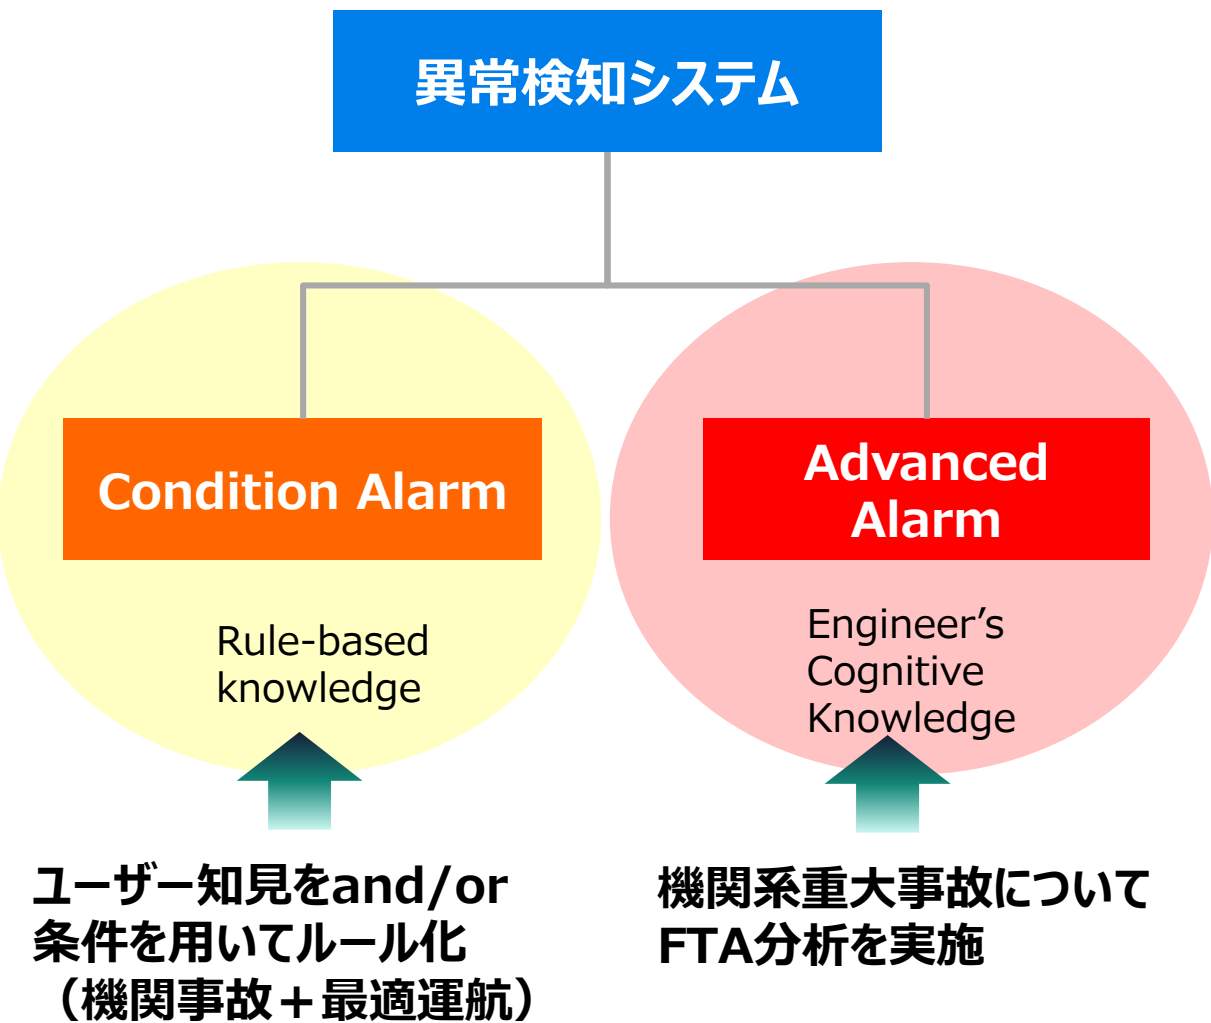 異常検知システム
Condition Alarm
Rule-based
knowledge
ユーザー知見をand/or
条件を用いてルール化
（機関事故＋最適運航）
Advanced
Alarm
Engineer’s
Cognitive
Knowledge
機関系重大事故について
FTA分析を実施